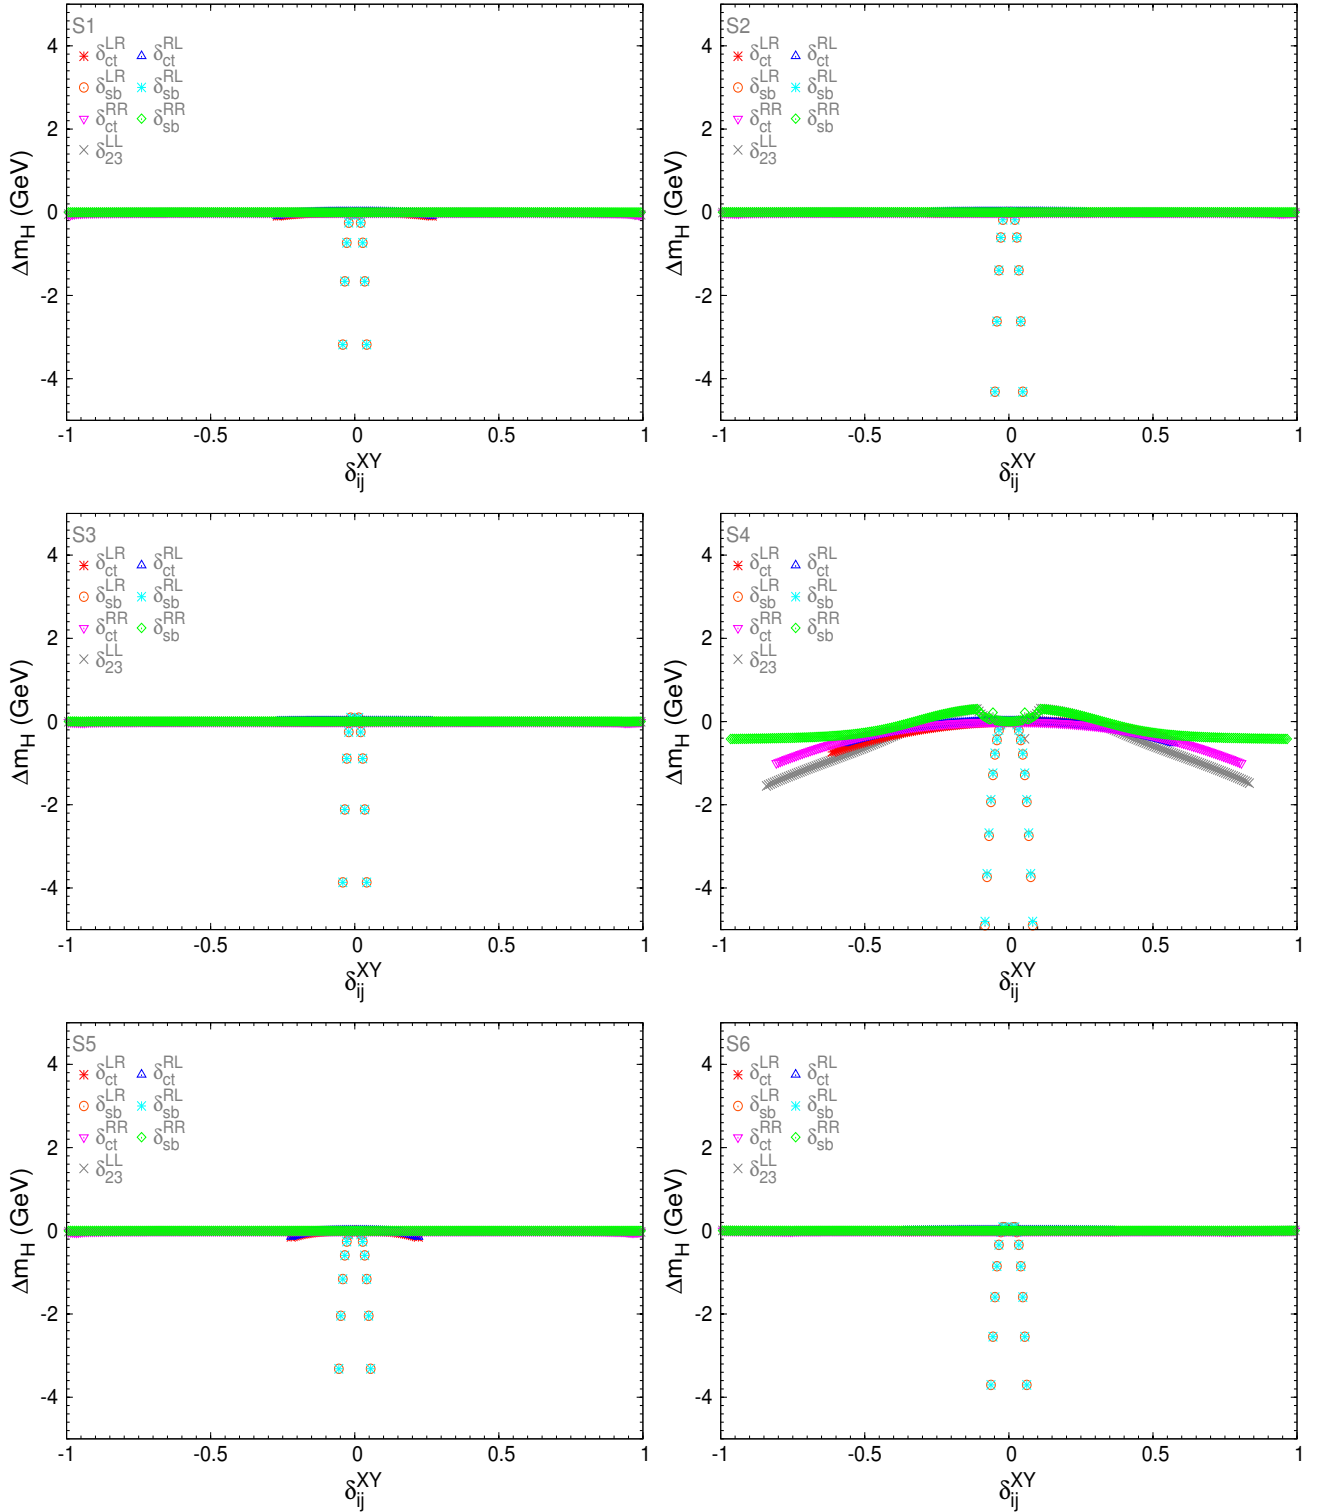 S1
δ_ct^LR δ_ct^RL
δ_sb^LR δ_sb^RL
δ_ct^RR δ_sb^RR
δ_23^LL
4
2
0
-2
-4
Δm_H (GeV)
-1 -0.5 0 0.5 1
δ_ij^XY
S2
δ_ct^LR δ_ct^RL
δ_sb^LR δ_sb^RL
δ_ct^RR δ_sb^RR
δ_23^LL
4
2
0
-2
-4
Δm_H (GeV)
-1 -0.5 0 0.5 1
δ_ij^XY
S3
δ_ct^LR δ_ct^RL
δ_sb^LR δ_sb^RL
δ_ct^RR δ_sb^RR
δ_23^LL
4
2
0
-2
-4
Δm_H (GeV)
-1 -0.5 0 0.5 1
δ_ij^XY
S4
δ_ct^LR δ_ct^RL
δ_sb^LR δ_sb^RL
δ_ct^RR δ_sb^RR
δ_23^LL
4
2
0
-2
-4
Δm_H (GeV)
-1 -0.5 0 0.5 1
δ_ij^XY
S5
δ_ct^LR δ_ct^RL
δ_sb^LR δ_sb^RL
δ_ct^RR δ_sb^RR
δ_23^LL
4
2
0
-2
-4
Δm_H (GeV)
-1 -0.5 0 0.5 1
δ_ij^XY
S6
δ_ct^LR δ_ct^RL
δ_sb^LR δ_sb^RL
δ_ct^RR δ_sb^RR
δ_23^LL
4
2
0
-2
-4
Δm_H (GeV)
-1 -0.5 0 0.5 1
δ_ij^XY